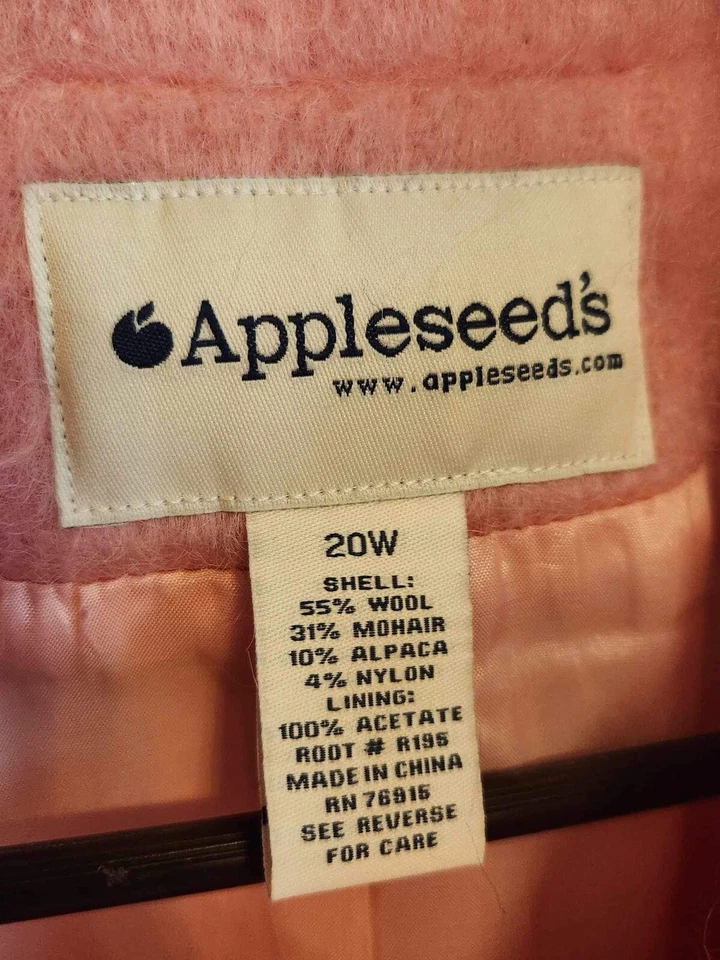 Appleseed's
www.appleseeds.com
20W
SHELL:
55% WOOL
31% MOHAIR
10% ALPACA
4% NYLON
LINING:
100% ACETATE
ROOT # R195
MADE IN CHINA
RN 76915
SEE REVERSE
FOR CARE